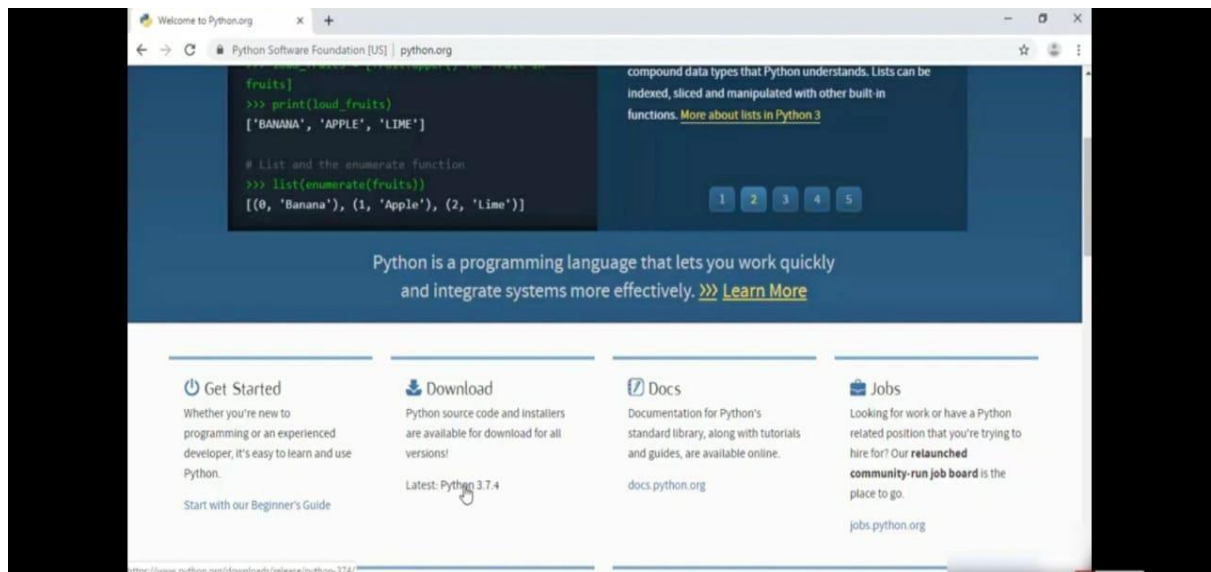 Welcome to Python.org
Python Software Foundation [US] | python.org
fruits]
>>> print(loud_fruits)
['BANANA', 'APPLE', 'LIME']
# List and the enumerate function
>>> list(enumerate(fruits))
[(0, 'Banana'), (1, 'Apple'), (2, 'Lime')]
compound data types that Python understands. Lists can be
indexed, sliced and manipulated with other built-in
functions. More about lists in Python 3
1 2 3 4 5
Python is a programming language that lets you work quickly
and integrate systems more effectively. >>> Learn More
Get Started
Whether you're new to
programming or an experienced
developer, it's easy to learn and use
Python.
Start with our Beginner's Guide
Download
Python source code and installers
are available for download for all
versions!
Latest: Python 3.7.4
Docs
Documentation for Python's
standard library, along with tutorials
and guides, are available online.
docs.python.org
Jobs
Looking for work or have a Python
related position that you're trying to
hire for? Our relaunched
community-run job board is the
place to go.
jobs.python.org